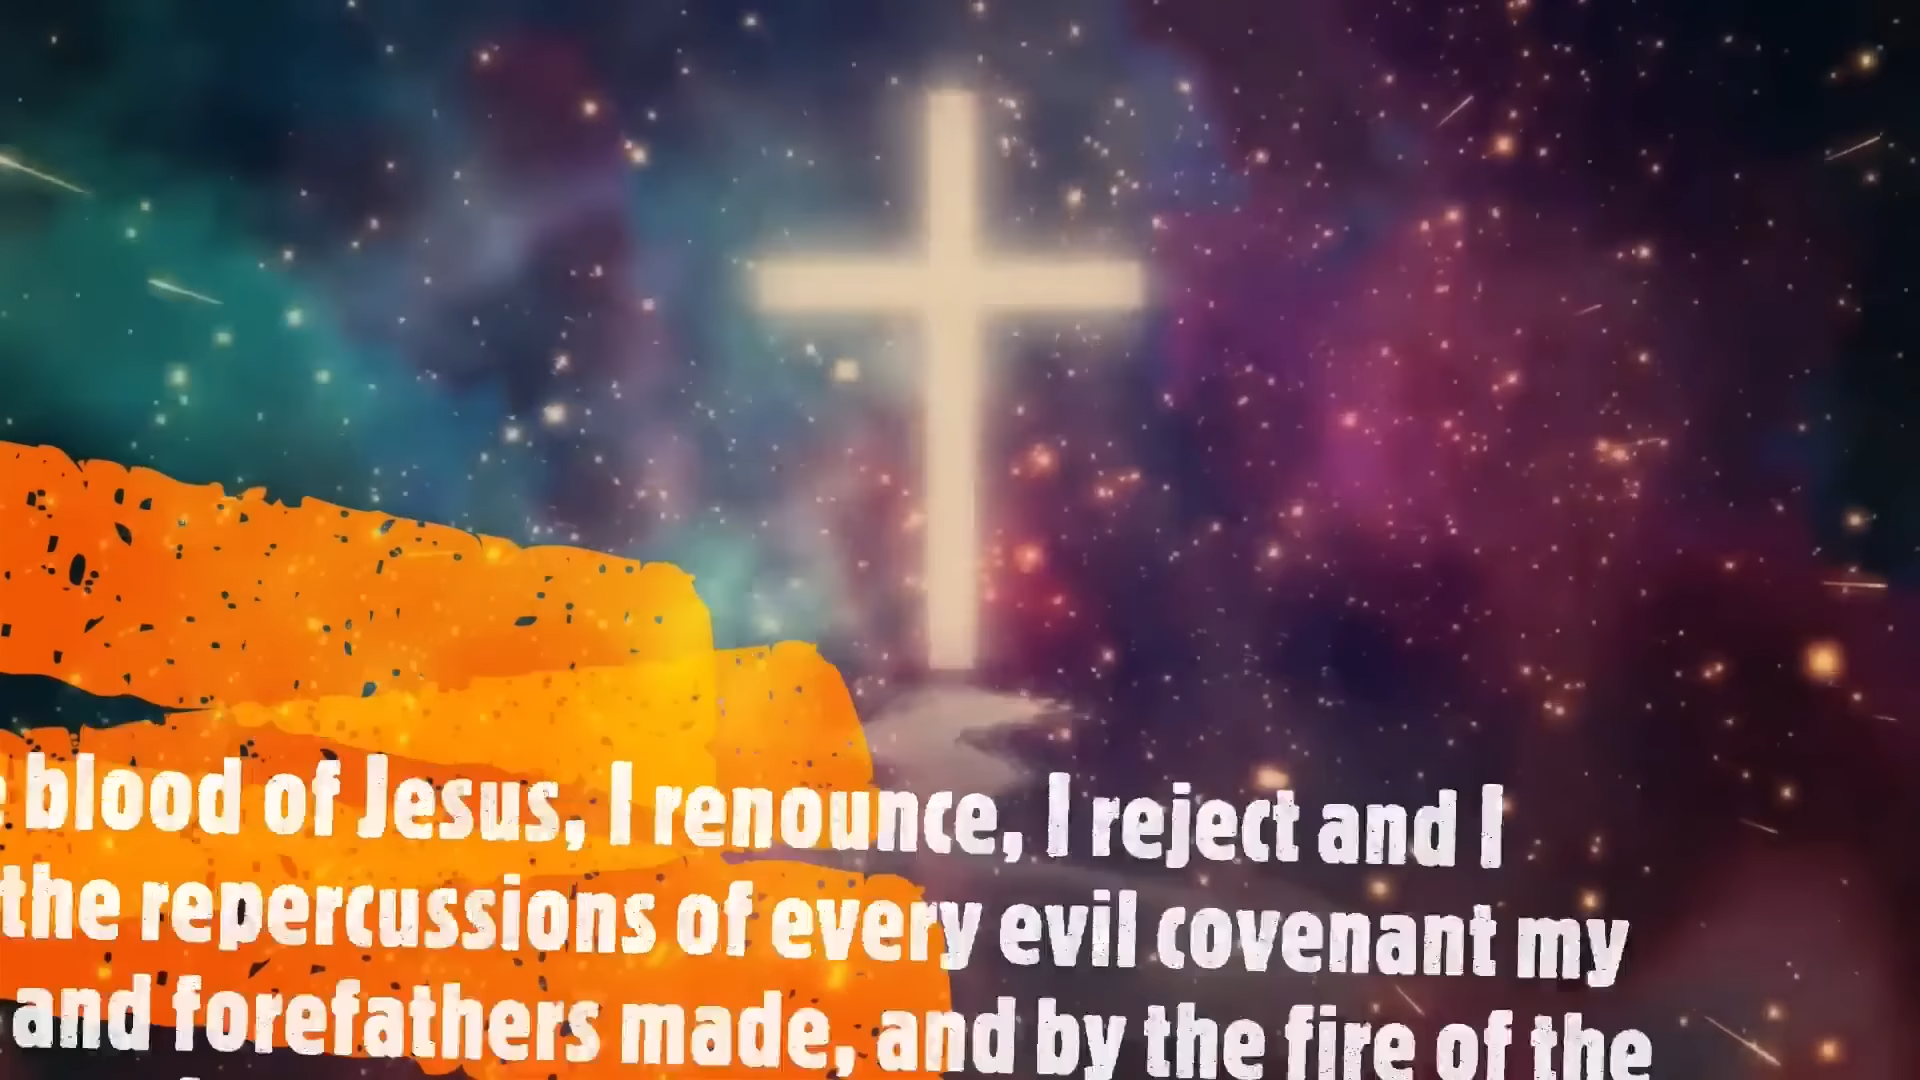 blood of Jesus, I renounce, I reject and I
the repercussions of every evil covenant my
and forefathers made, and by the fire of the